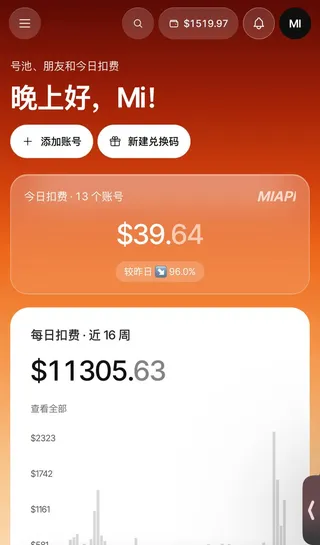 $1519.97
MI
号池、朋友和今日扣费
晚上好，Mi!
添加账号
新建兑换码
今日扣费 · 13 个账号
MIAPI
$39.64
较昨日 ↘ 96.0%
每日扣费 · 近 16 周
$11305.63
查看全部
$2323
$1742
$1161
$581